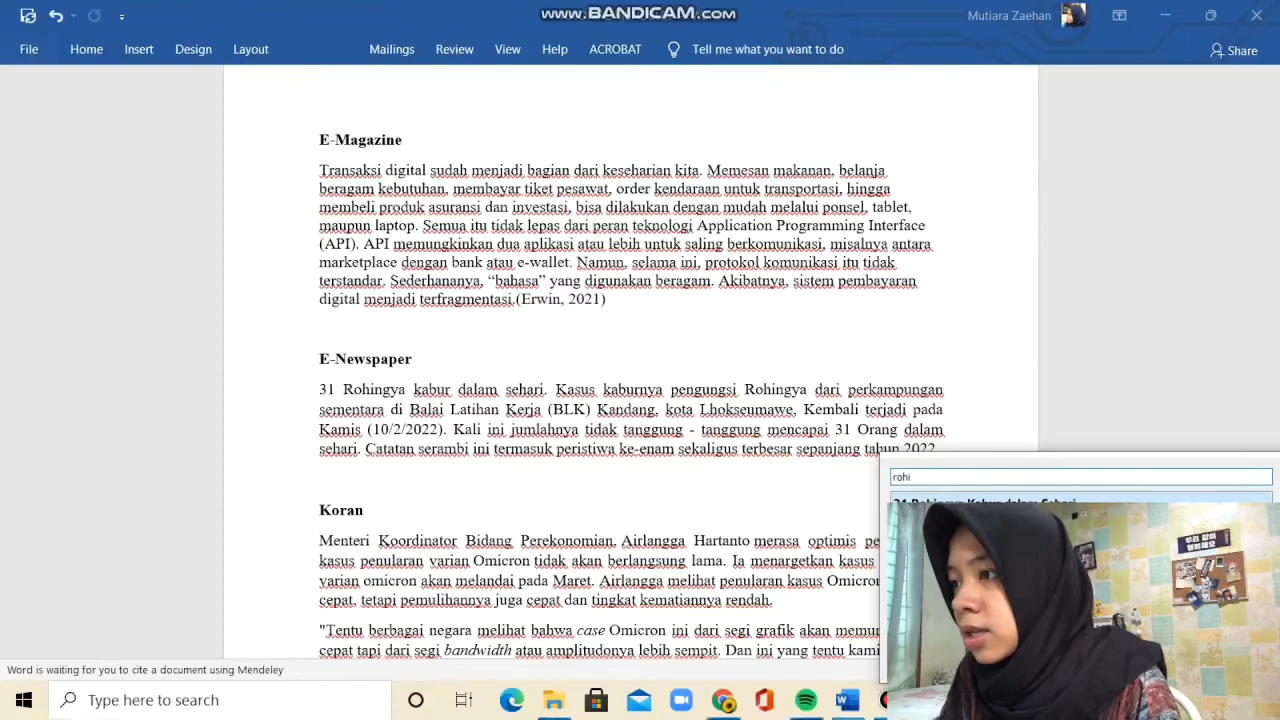 www.BANDICAM.com
Mutiara Zaehan
File Home Insert Design Layout Mailings Review View Help ACROBAT Tell me what you want to do Share
E-Magazine
Transaksi digital sudah menjadi bagian dari keseharian kita. Memesan makanan, belanja
beragam kebutuhan, membayar tiket pesawat, order kendaraan untuk transportasi, hingga
membeli produk asuransi dan investasi, bisa dilakukan dengan mudah melalui ponsel, tablet,
maupun laptop. Semua itu tidak lepas dari peran teknologi Application Programming Interface
(API). API memungkinkan dua aplikasi atau lebih untuk saling berkomunikasi, misalnya antara
marketplace dengan bank atau e-wallet. Namun, selama ini, protokol komunikasi itu tidak
terstandar. Sederhananya, “bahasa” yang digunakan beragam. Akibatnya, sistem pembayaran
digital menjadi terfragmentasi.(Erwin, 2021)
E-Newspaper
31 Rohingya kabur dalam sehari. Kasus kaburnya pengungsi Rohingya dari perkampungan
sementara di Balai Latihan Kerja (BLK) Kandang, kota Lhokseumawe, Kembali terjadi pada
Kamis (10/2/2022). Kali ini jumlahnya tidak tanggung - tanggung mencapai 31 Orang dalam
sehari. Catatan serambi ini termasuk peristiwa ke-enam sekaligus terbesar sepanjang tahun 2022.
rohi
31 Rohingya Kabur dalam Sehari
Koran
Menteri Koordinator Bidang Perekonomian, Airlangga Hartanto merasa optimis
kasus penularan varian Omicron tidak akan berlangsung lama. Ia menargetkan kasus
varian omicron akan melandai pada Maret. Airlangga melihat penularan kasus Omicron
cepat, tetapi pemulihannya juga cepat dan tingkat kematiannya rendah.
"Tentu berbagai negara melihat bahwa case Omicron ini dari segi grafik akan
cepat tapi dari segi bandwidth atau amplitudonya lebih sempit. Dan ini yang tentu kami
우리 같이
Word is waiting for you to cite a document using Mendeley
Type here to search